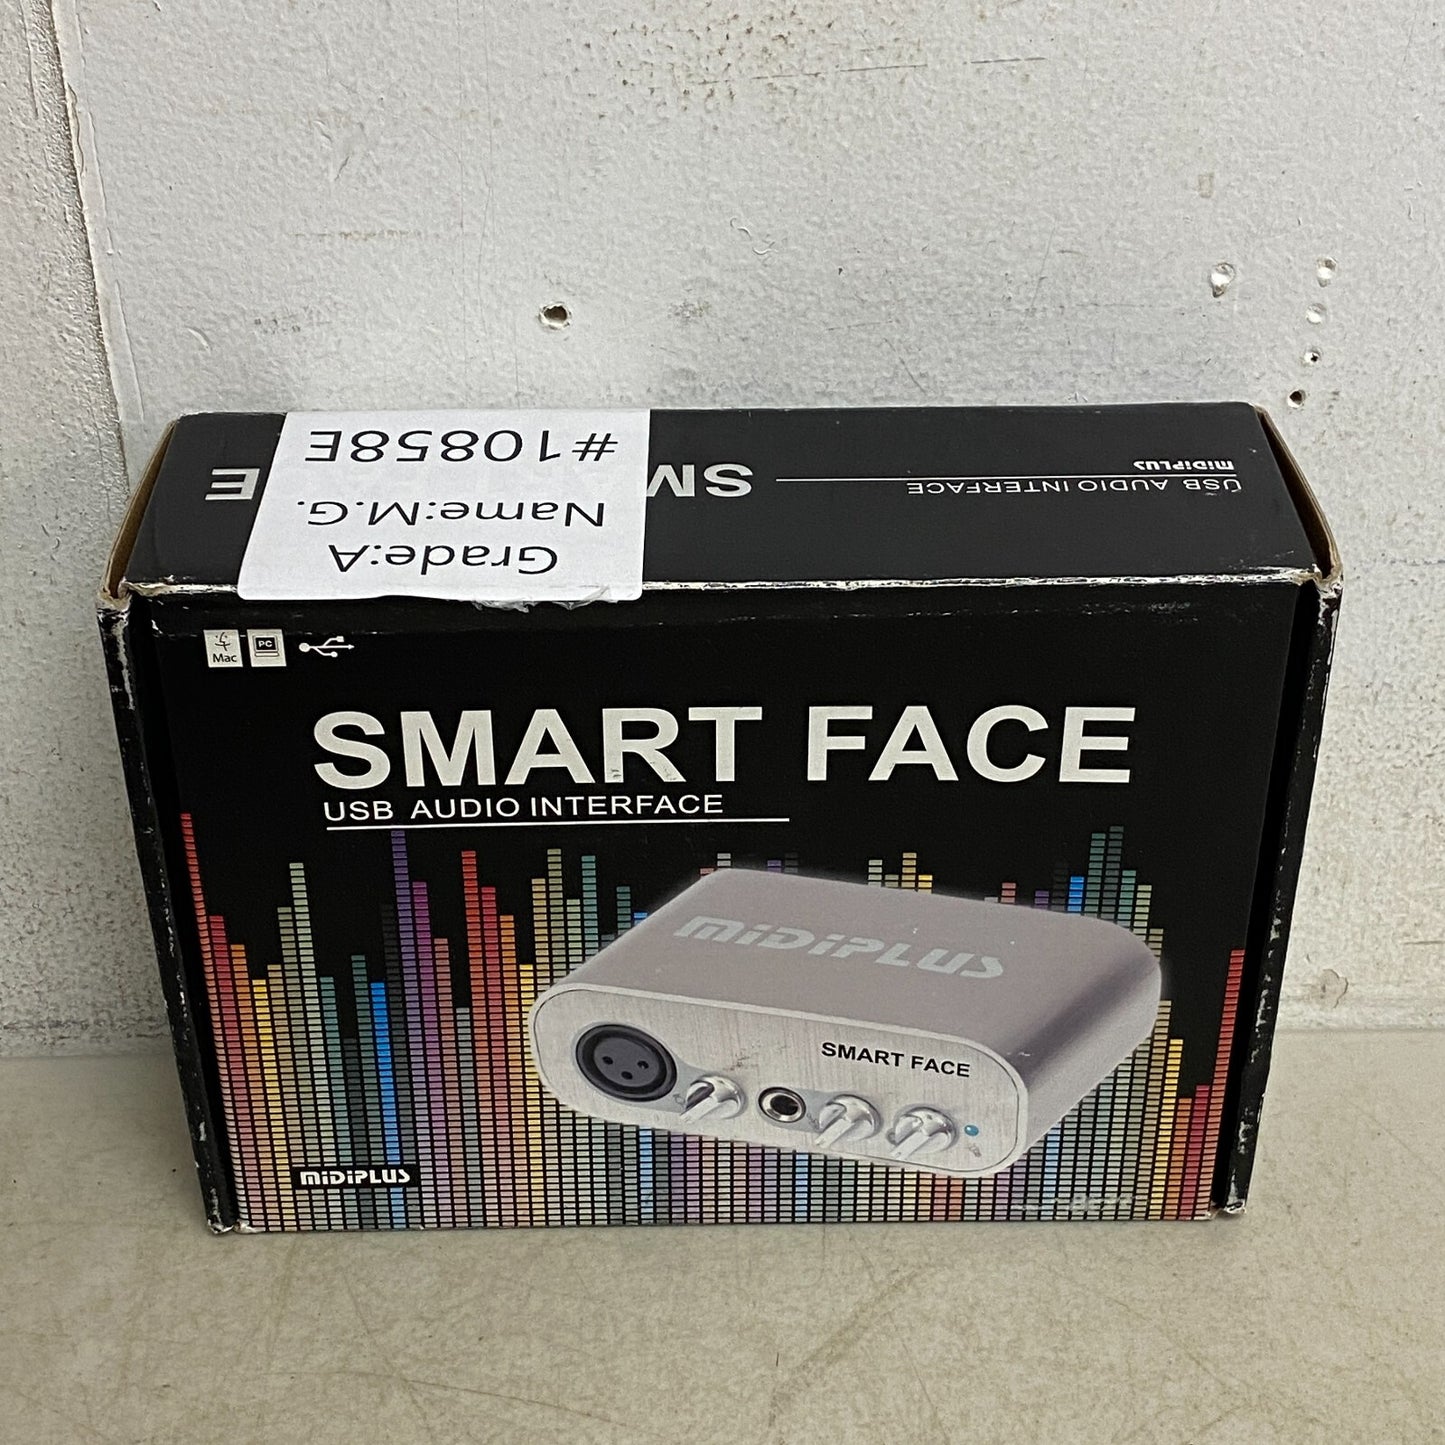 #10858E
Name:M.G.
Grade:A
SM E
USB AUDIO INTERFACE
MIDIPLUS
Mac
PC
SMART FACE
USB AUDIO INTERFACE
MIDIPLUS
SMART FACE
MIDIPLUS